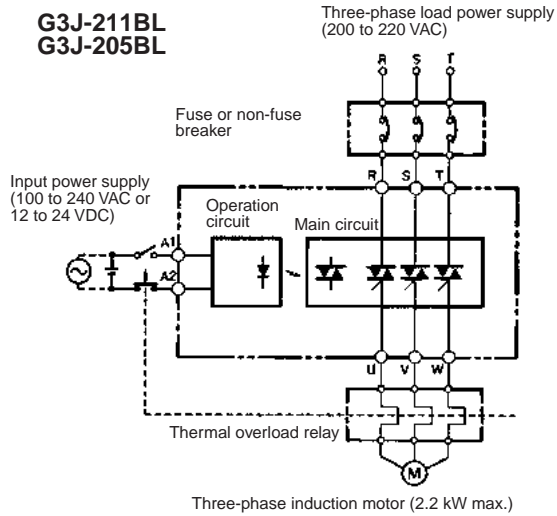 G3J-211BL
G3J-205BL
Three-phase load power supply
(200 to 220 VAC)
R S T
Fuse or non-fuse
breaker
R S T
Input power supply
(100 to 240 VAC or
12 to 24 VDC)
Operation
circuit
Main circuit
A1
A2
U V W
Thermal overload relay
M
Three-phase induction motor (2.2 kW max.)